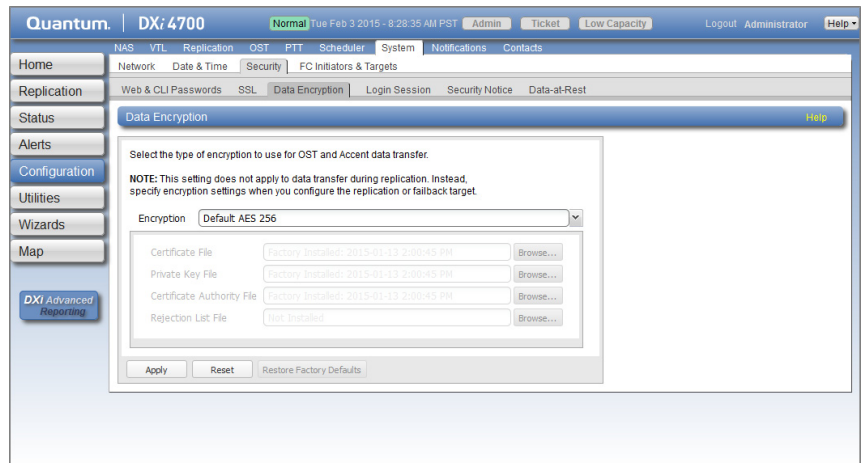 Quantum. DXi 4700 Normal Tue Feb 3 2015 - 8:28:35 AM PST Admin Ticket Low Capacity Logout Administrator Help
NAS VTL Replication OST PTT Scheduler System Notifications Contacts
Home
Network Date & Time Security FC Initiators & Targets
Replication
Web & CLI Passwords SSL Data Encryption Login Session Security Notice Data-at-Rest
Status
Data Encryption Help
Alerts
Configuration
Utilities
Wizards
Map
DXi Advanced
Reporting
Select the type of encryption to use for OST and Accent data transfer.
NOTE: This setting does not apply to data transfer during replication. Instead,
specify encryption settings when you configure the replication or failback target.
Encryption Default AES 256
Certificate File Factory Installed: 2015-01-13 2:00:45 PM Browse...
Private Key File Factory Installed: 2015-01-13 2:00:45 PM Browse...
Certificate Authority File Factory Installed: 2015-01-13 2:00:45 PM Browse...
Rejection List File Not Installed Browse...
Apply Reset Restore Factory Defaults